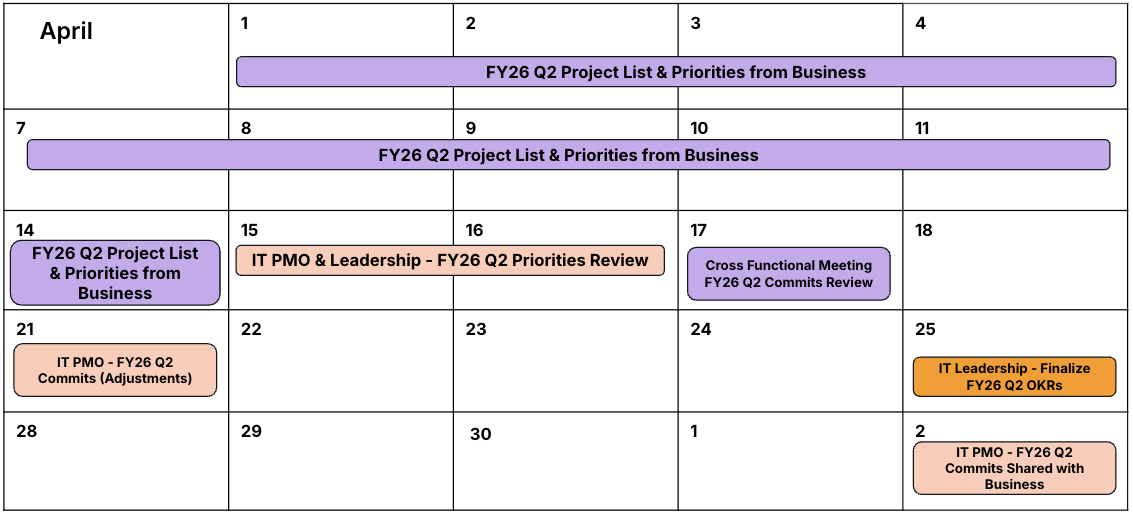 April
1
2
3
4
FY26 Q2 Project List & Priorities from Business
7
8
9
10
11
FY26 Q2 Project List & Priorities from Business
14
15
16
17
18
FY26 Q2 Project List
& Priorities from
Business
IT PMO & Leadership - FY26 Q2 Priorities Review
Cross Functional Meeting
FY26 Q2 Commits Review
21
22
23
24
25
IT PMO - FY26 Q2
Commits (Adjustments)
IT Leadership - Finalize
FY26 Q2 OKRs
28
29
30
1
2
IT PMO - FY26 Q2
Commits Shared with
Business